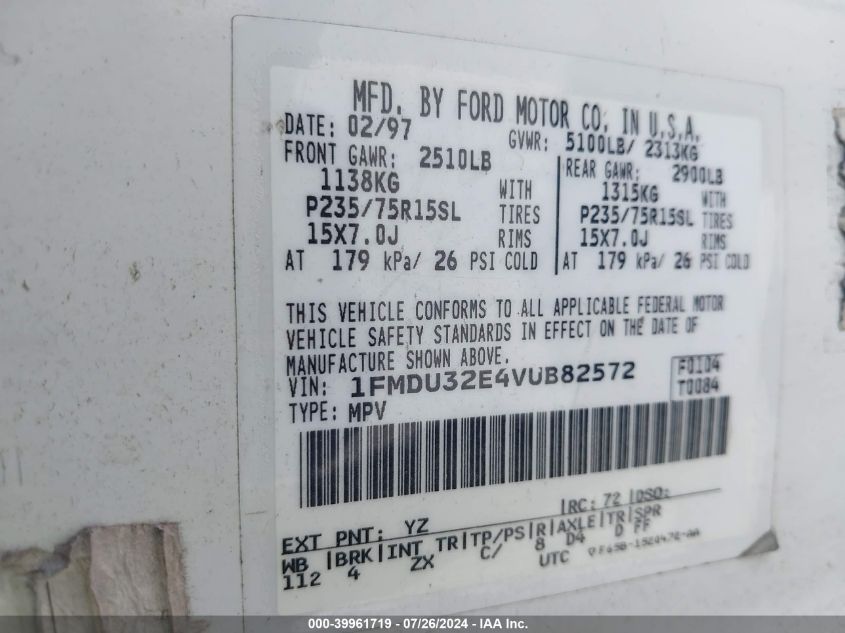 MFD. BY FORD MOTOR CO. IN U.S.A.
DATE: 02/97 GVWR: 5100LB/ 2313KG
FRONT GAWR: 2510LB REAR GAWR: 2900LB
1138KG WITH 1315KG WITH
P235/75R15SL TIRES P235/75R15SL TIRES
15X7.0J RIMS 15X7.0J RIMS
AT 179 kPa/ 26 PSI COLD AT 179 kPa/ 26 PSI COLD
THIS VEHICLE CONFORMS TO ALL APPLICABLE FEDERAL MOTOR
VEHICLE SAFETY STANDARDS IN EFFECT ON THE DATE OF
MANUFACTURE SHOWN ABOVE.
VIN: 1FMDU32E4VUB82572 F0104
TYPE: MPV T0084
EXT PNT: YZ |RC: 72 |DSO:
WB |BRK|INT TR|TP/PS|R|AXLE|TR|SPR
112 4 ZX C/ 8 D4 D FF
UTC
000-39961719 - 07/26/2024 - IAA Inc.